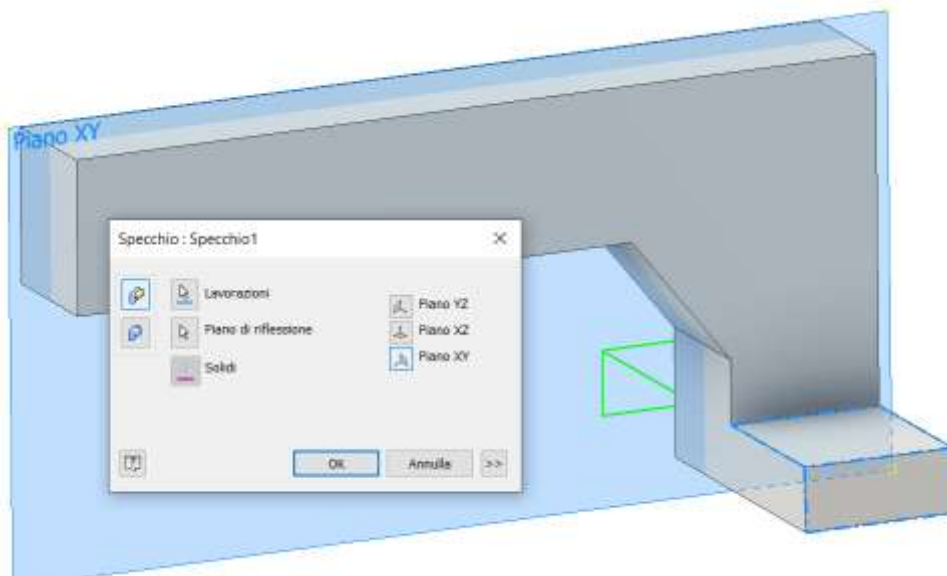 Piano XY
Specchio : Specchio1
Lavorazioni
Piano di riflessione
Solidi
Piano YZ
Piano XZ
Piano XY
OK
Annulla
>>